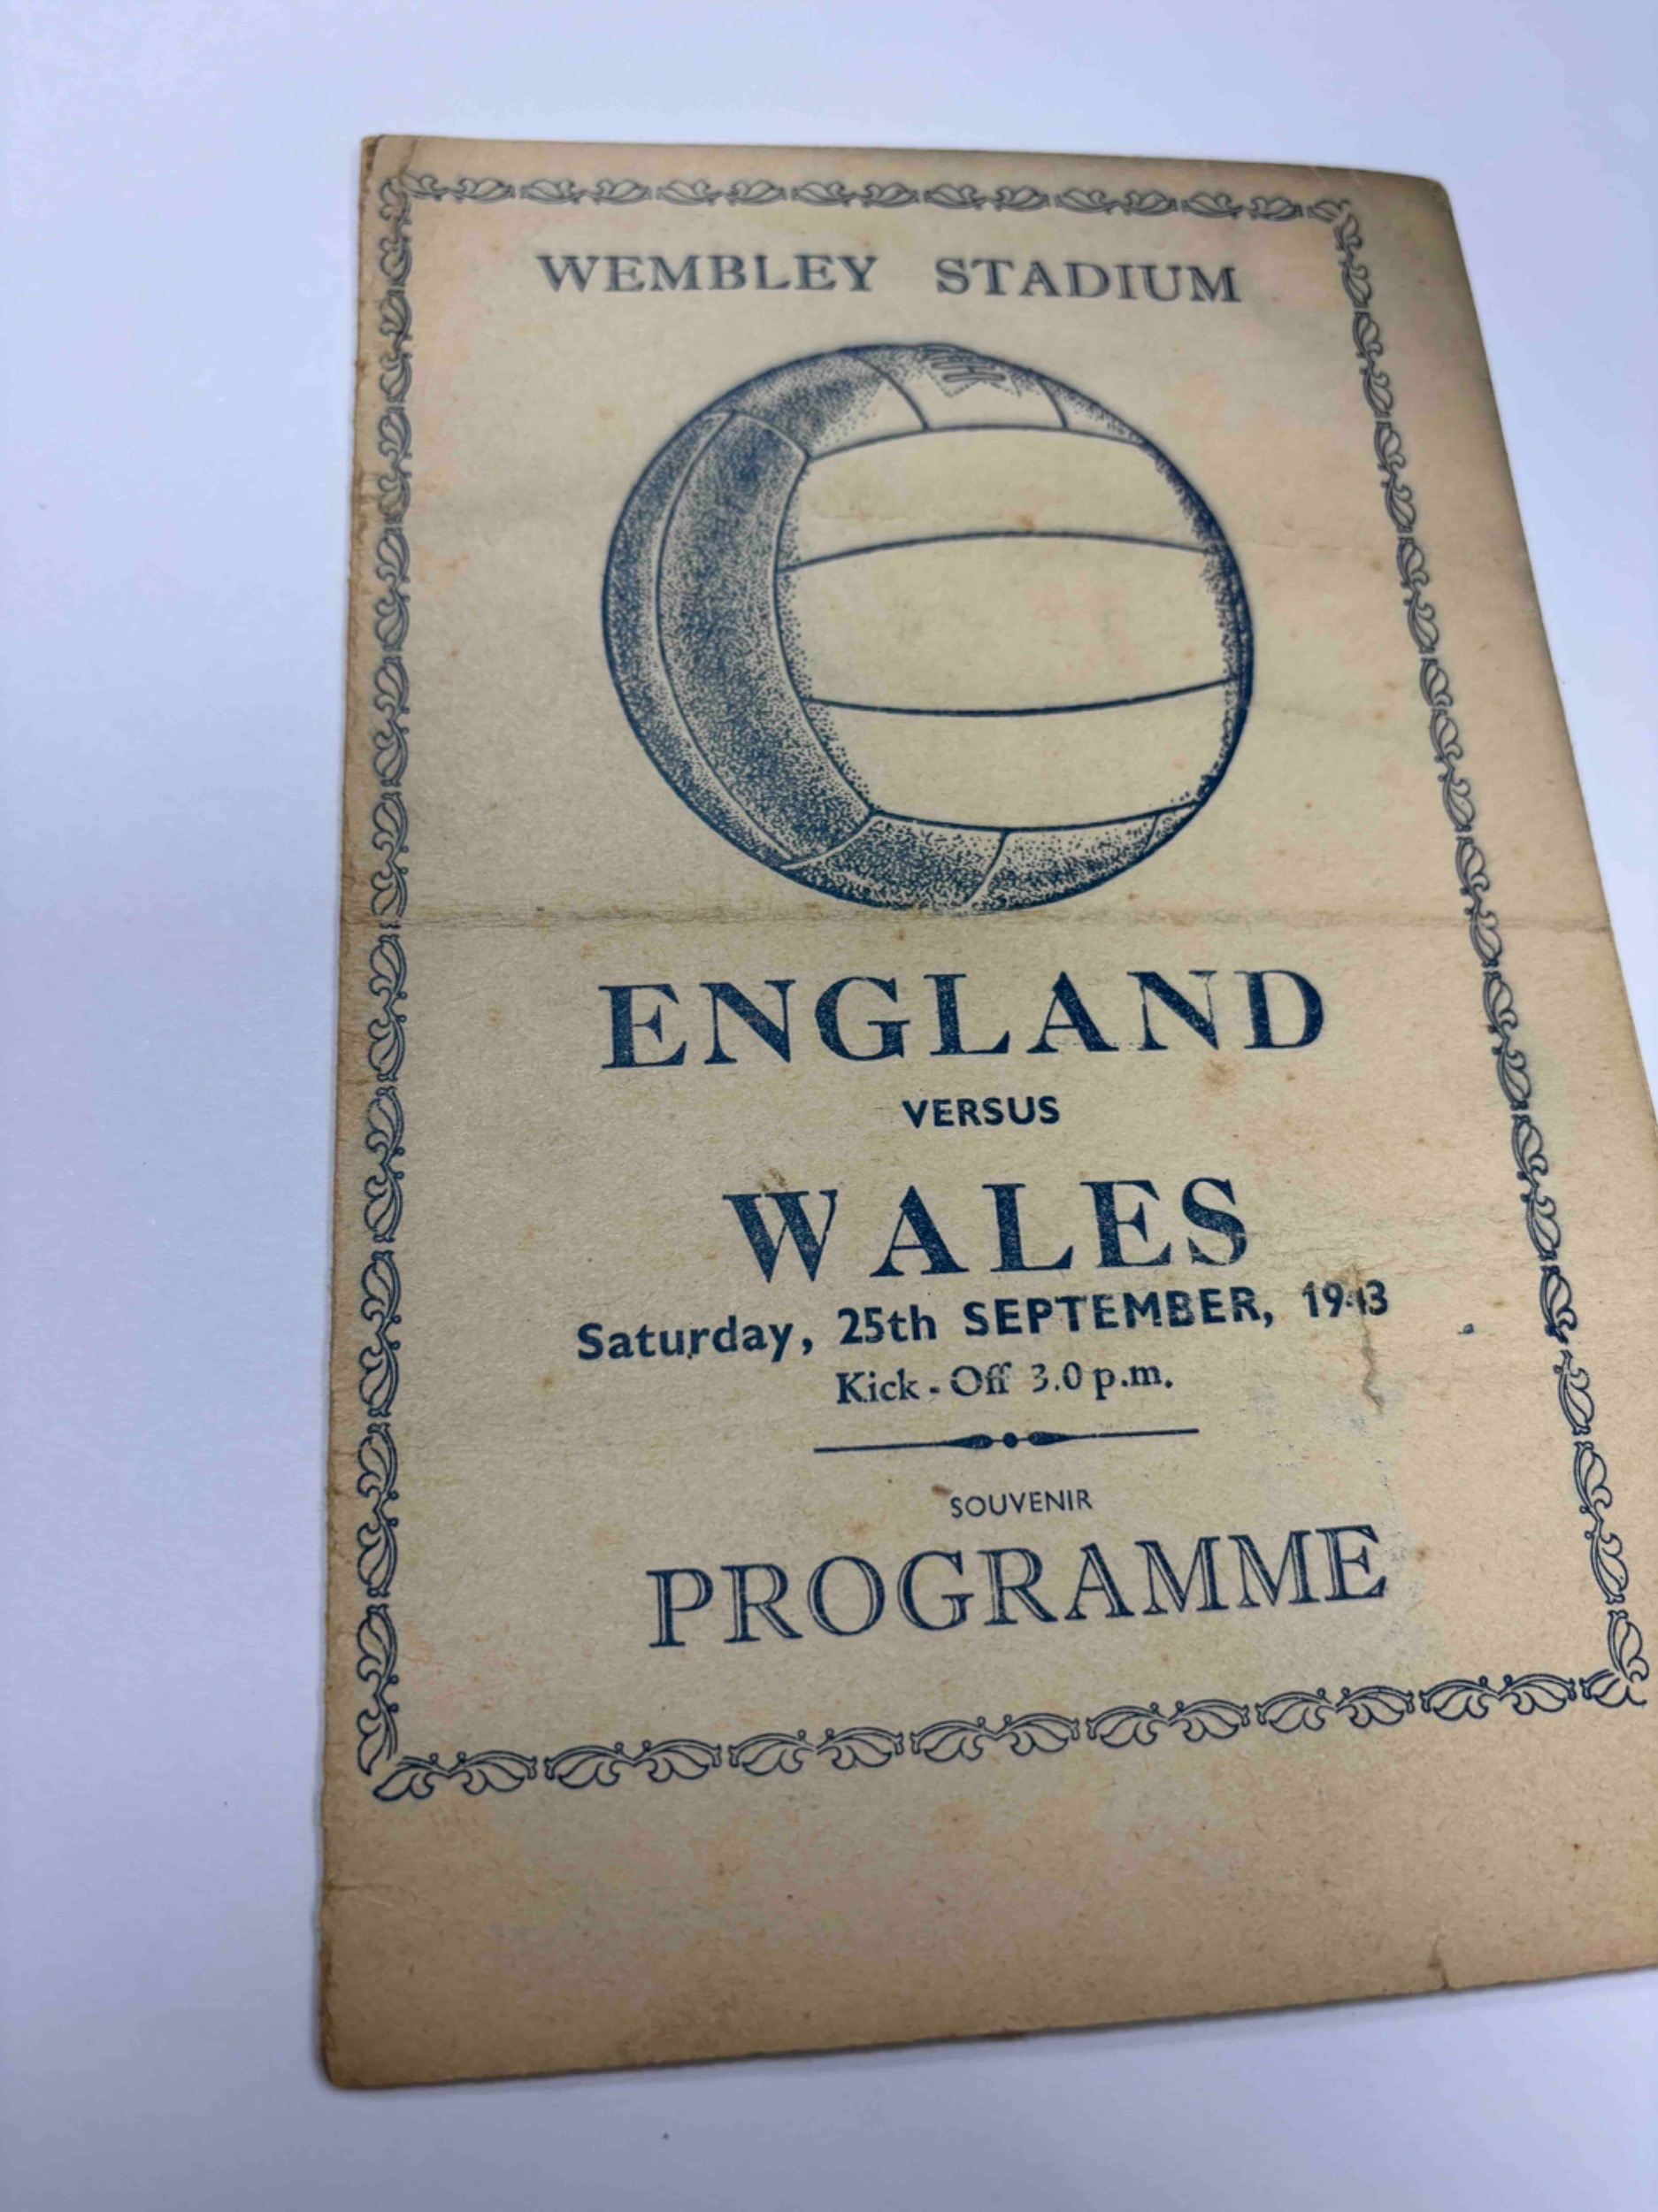 WEMBLEY STADIUM
ENGLAND
VERSUS
WALES
Saturday, 25th SEPTEMBER, 1943
Kick - Off 3.0 p.m.
SOUVENIR
PROGRAMME